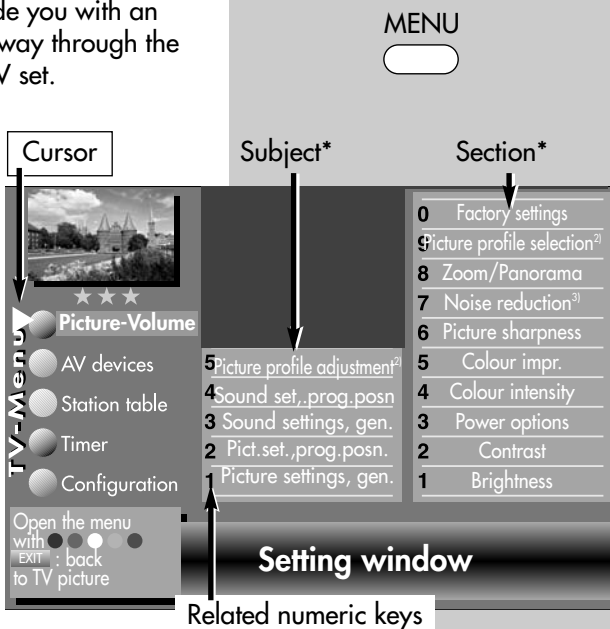 de you with an
way through the
V set.
MENU
Cursor
Subject*
Section*
TV-Menu
Picture-Volume
AV devices
Station table
Timer
Configuration
Open the menu
with
EXIT : back
to TV picture
5 Picture profile adjustment2)
4 Sound set,.prog.posn
3 Sound settings, gen.
2 Pict.set.,prog.posn.
1 Picture settings, gen.
0 Factory settings
9 Picture profile selection2)
8 Zoom/Panorama
7 Noise reduction3)
6 Picture sharpness
5 Colour impr.
4 Colour intensity
3 Power options
2 Contrast
1 Brightness
Setting window
Related numeric keys